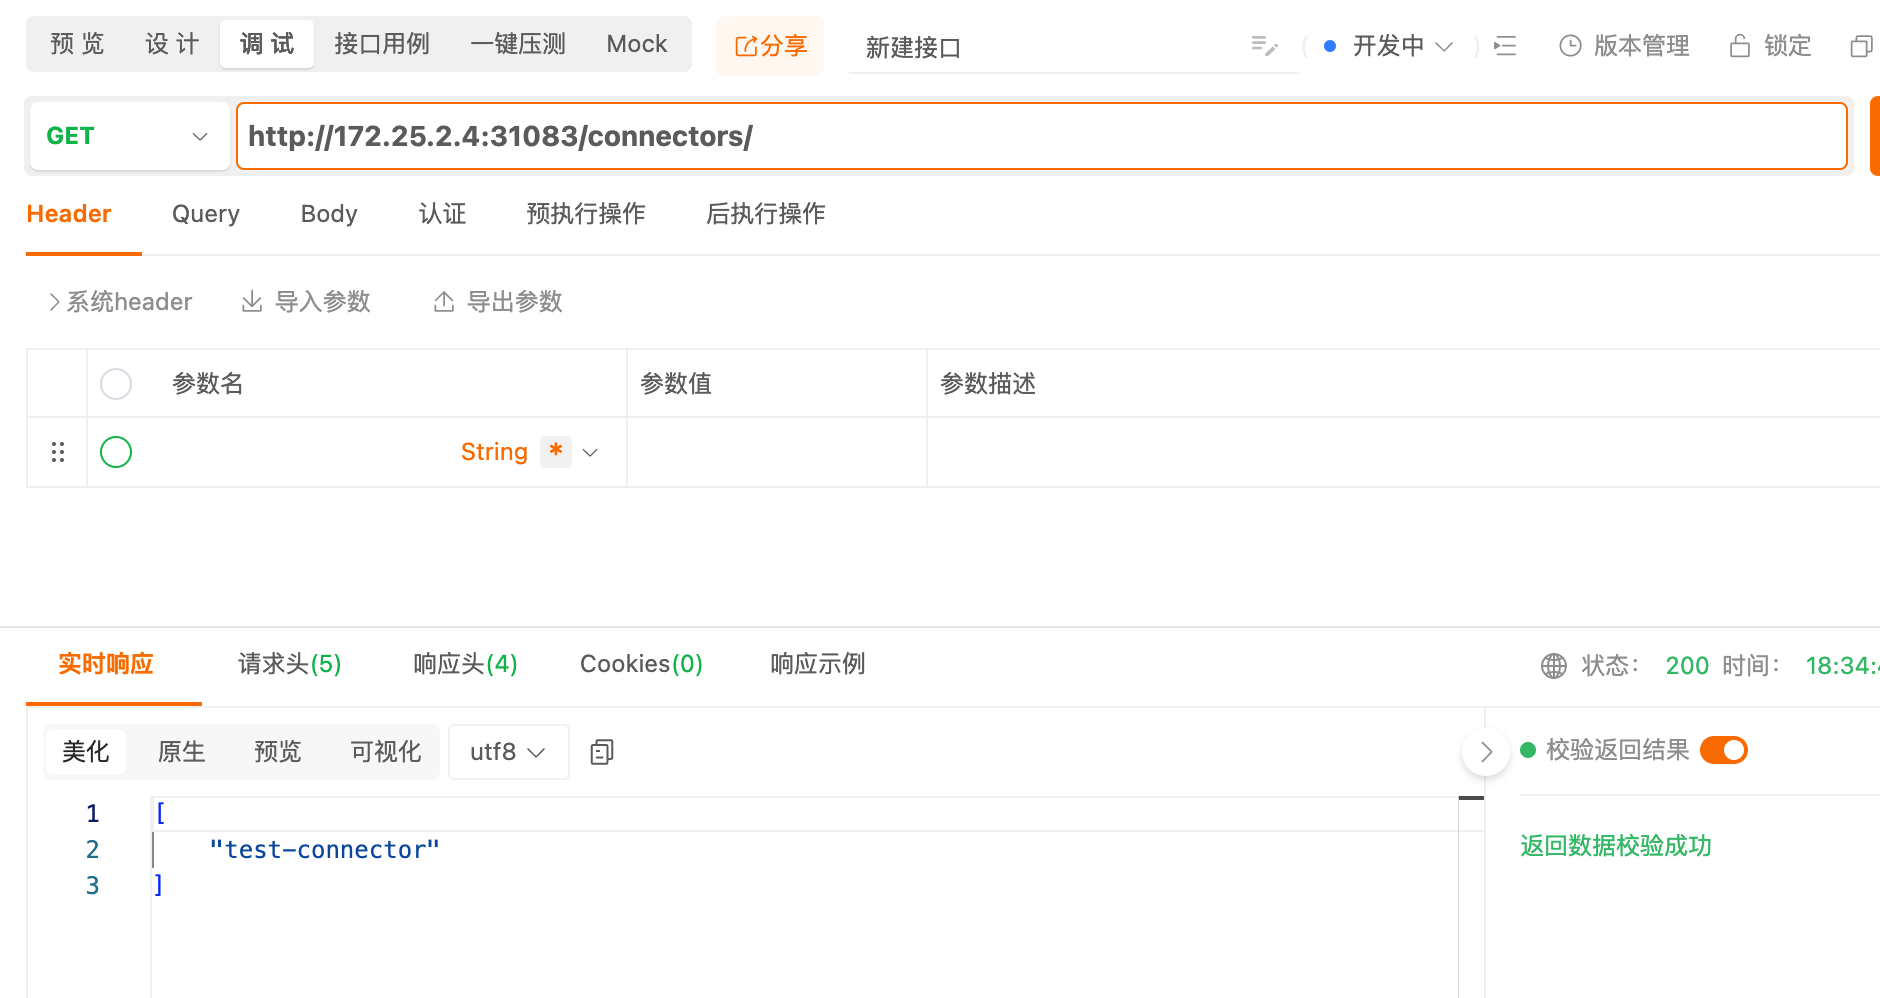 预 览 设 计 调 试 接口用例 一键压测 Mock 分享 新建接口 开发中 版本管理 锁定
GET http://172.25.2.4:31083/connectors/
Header Query Body 认证 预执行操作 后执行操作
系统header 导入参数 导出参数
参数名 参数值 参数描述
String *
实时响应 请求头(5) 响应头(4) Cookies(0) 响应示例 状态： 200 时间： 18:34:
美化 原生 预览 可视化 utf8 校验返回结果
1 [
2 "test-connector"
3 ]
返回数据校验成功